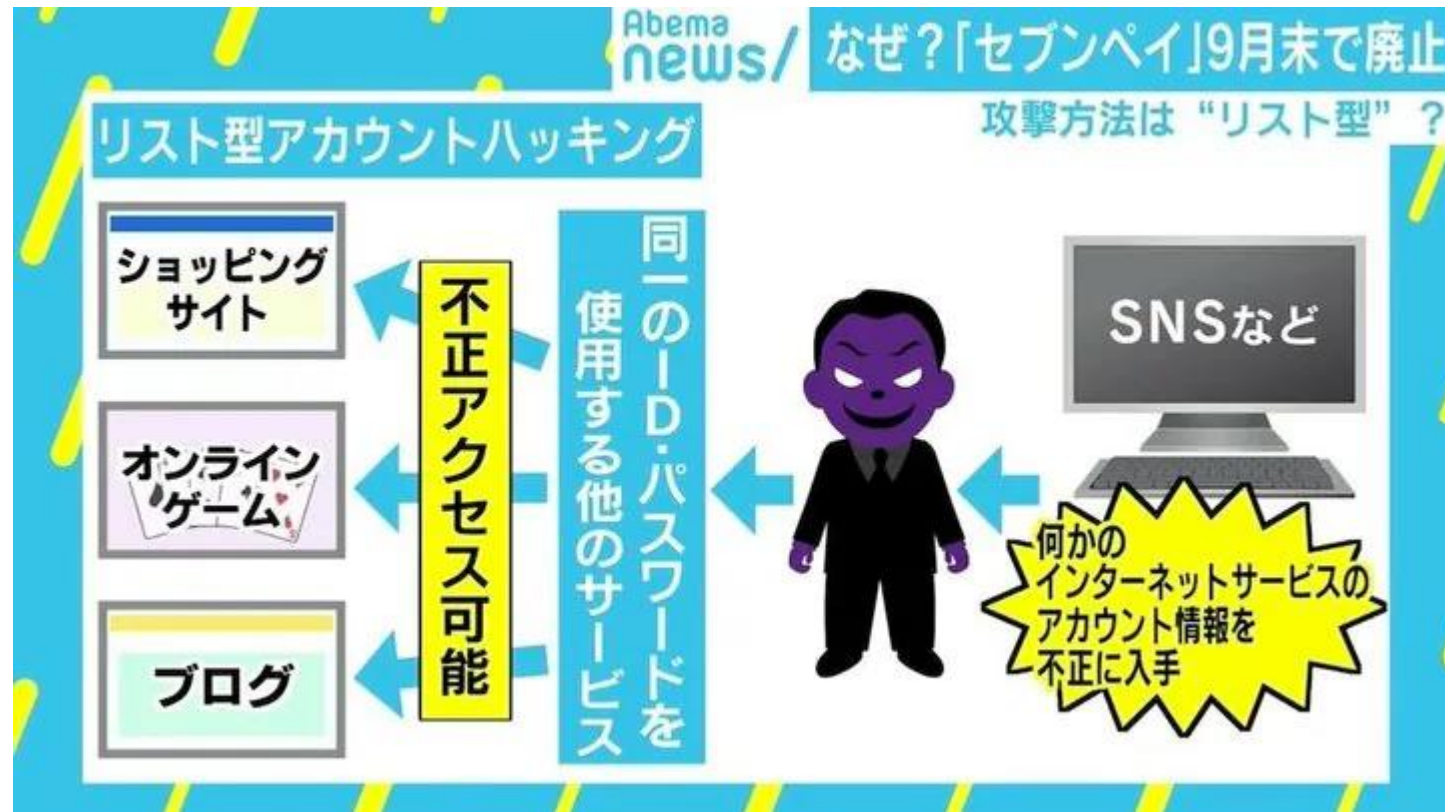 Abema
news/
なぜ?「セブンペイ」9月末で廃止
攻撃方法は“リスト型”?
リスト型アカウントハッキング
SNSなど
何かの
インターネットサービスの
アカウント情報を
不正に入手
同一のID・パスワードを
使用する他のサービス
不正アクセス可能
ショッピング
サイト
オンライン
ゲーム
ブログ